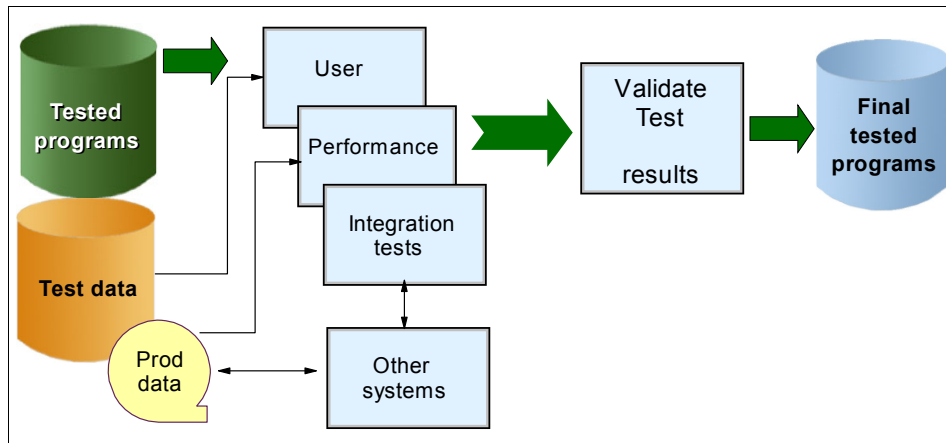 Tested
programs
Test data
Prod
data
User
Performance
Integration
tests
Other
systems
Validate
Test
results
Final
tested
programs